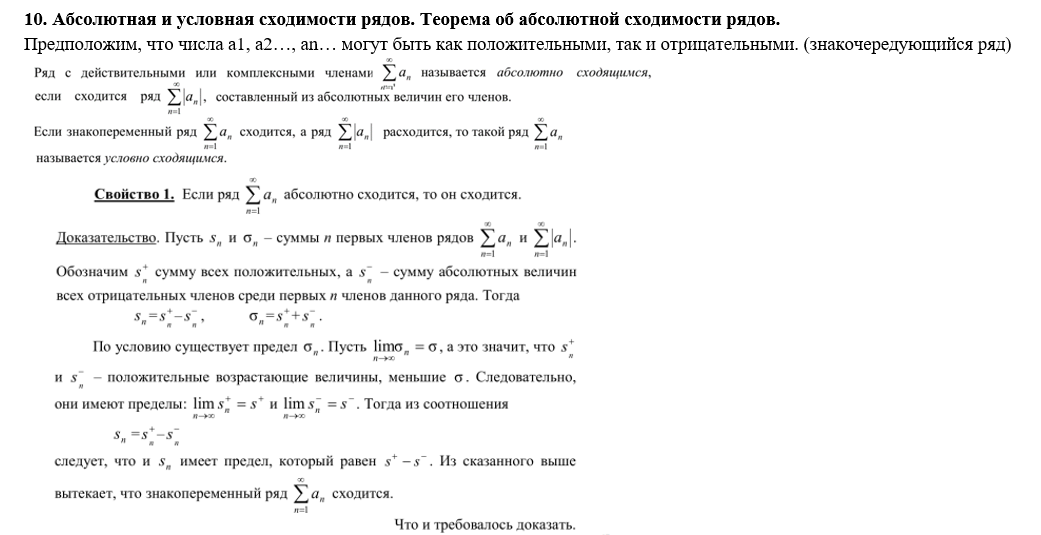 10. Абсолютная и условная сходимости рядов. Теорема об абсолютной сходимости рядов.
Предположим, что числа a1, a2…, an… могут быть как положительными, так и отрицательными. (знакочередующийся ряд)
Ряд с действительными или комплексными членами $\sum_{n=1}^{\infty} a_n$ называется абсолютно сходящимся,
если сходится ряд $\sum_{n=1}^{\infty} |a_n|$, составленный из абсолютных величин его членов.
Если знакопеременный ряд $\sum_{n=1}^{\infty} a_n$ сходится, а ряд $\sum_{n=1}^{\infty} |a_n|$ расходится, то такой ряд $\sum_{n=1}^{\infty} a_n$
называется условно сходящимся.
Свойство 1. Если ряд $\sum_{n=1}^{\infty} a_n$ абсолютно сходится, то он сходится.
Доказательство. Пусть $s_n$ и $\sigma_n$ – суммы n первых членов рядов $\sum_{n=1}^{\infty} a_n$ и $\sum_{n=1}^{\infty} |a_n|$.
Обозначим $s_n^+$ сумму всех положительных, а $s_n^-$ – сумму абсолютных величин
всех отрицательных членов среди первых n членов данного ряда. Тогда
$s_n = s_n^+ - s_n^-$, $\sigma_n = s_n^+ + s_n^-$.
По условию существует предел $\sigma_n$. Пусть $\lim_{n\to\infty} \sigma_n = \sigma$, а это значит, что $s_n^+$
и $s_n^-$ – положительные возрастающие величины, меньшие $\sigma$. Следовательно,
они имеют пределы: $\lim_{n\to\infty} s_n^+ = s^+$ и $\lim_{n\to\infty} s_n^- = s^-$. Тогда из соотношения
$s_n = s_n^+ - s_n^-$
следует, что и $s_n$ имеет предел, который равен $s^+ - s^-$. Из сказанного выше
вытекает, что знакопеременный ряд $\sum_{n=1}^{\infty} a_n$ сходится.
Что и требовалось доказать.